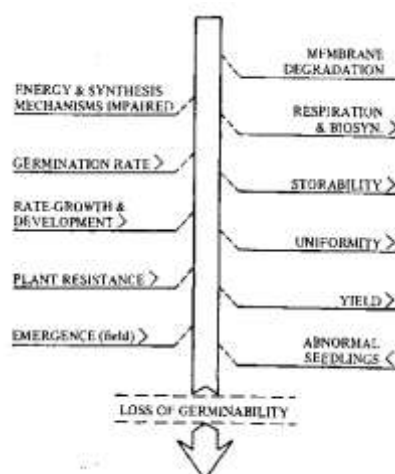 MEMBRANE
DEGRADATION
ENERGY & SYNTHESIS
MECHANISMS IMPAIRED
RESPIRATION
& BIOSYN.
GERMINATION RATE >
STORABILITY >
RATE-GROWTH &
DEVELOPMENT >
UNIFORMITY >
PLANT RESISTANCE >
YIELD >
EMERGENCE (field) >
ABNORMAL
SEEDLINGS <
LOSS OF GERMINABILITY